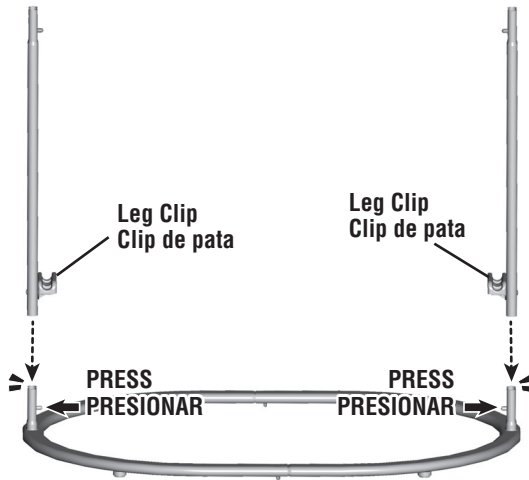 Leg Clip
Clip de pata
Leg Clip
Clip de pata
PRESS
PRESIONAR
PRESS
PRESIONAR